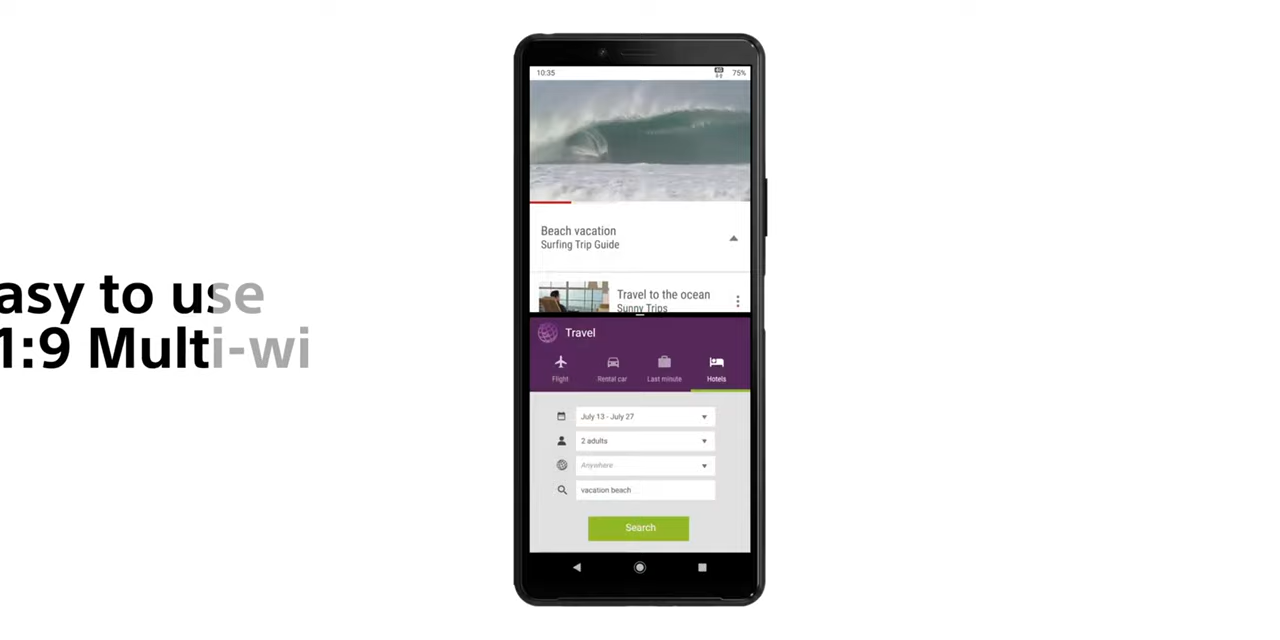 asy to use
1:9 Multi-wi
10:35
4G
75%
Beach vacation
Surfing Trip Guide
Travel to the ocean
Sunny Trips
Travel
Flight
Rental car
Last minute
Hotels
July 13 - July 27
2 adults
Anywhere
vacation beach
Search